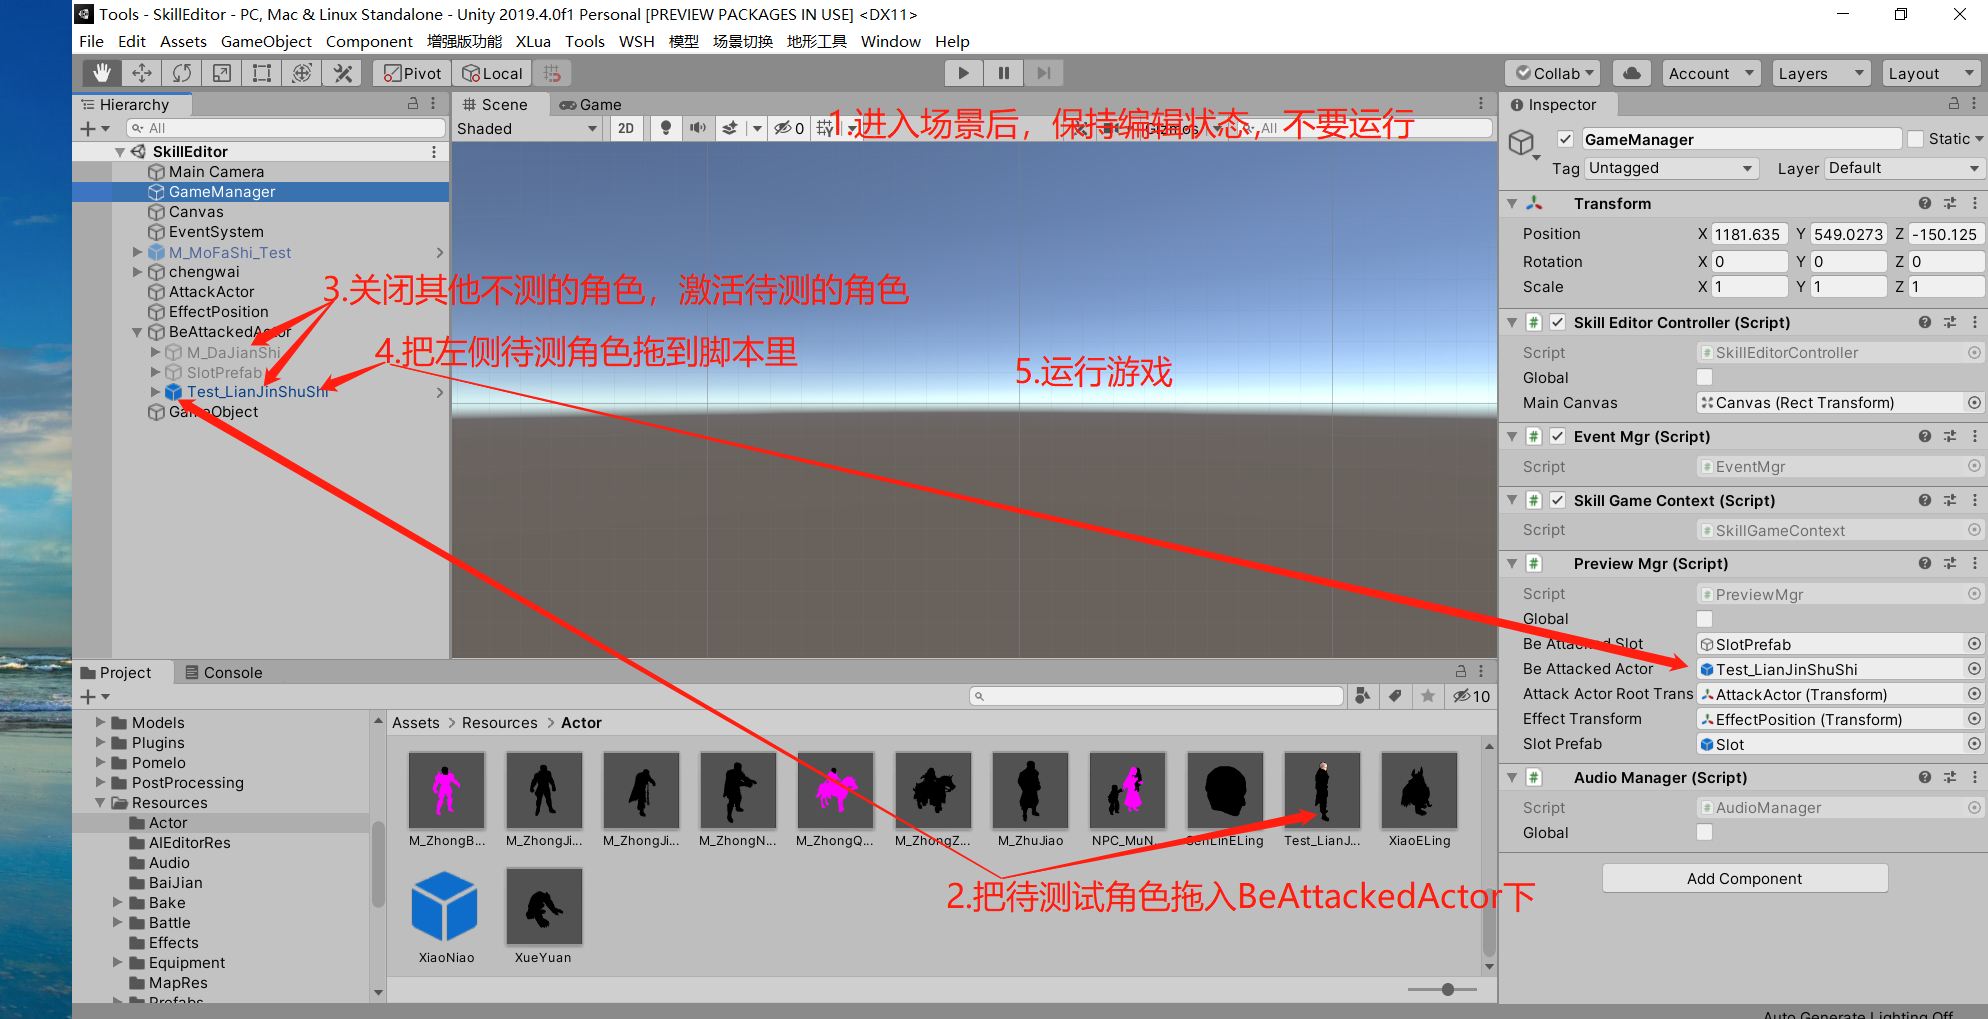 Tools - SkillEditor - PC, Mac & Linux Standalone - Unity 2019.4.0f1 Personal [PREVIEW PACKAGES IN USE] <DX11>
File Edit Assets GameObject Component 增强版功能 XLua Tools WSH 模型 场景切换 地形工具 Window Help
Pivot Local Collab Account Layers Layout
Hierarchy
All
SkillEditor
Main Camera
GameManager
Canvas
EventSystem
M_MoFaShi_Test
chengwai
AttackActor
EffectPosition
BeAttackedActor
M_DaJianShi
SlotPrefab
Test_LianJinShuShi
GameObject
Scene Game
Shaded 2D 0 Gizmos All
1.进入场景后，保持编辑状态，不要运行
3.关闭其他不测的角色，激活待测的角色
4.把左侧待测角色拖到脚本里
5.运行游戏
Inspector
GameManager Static
Tag Untagged Layer Default
Transform
Position X 1181.635 Y 549.0273 Z -150.125
Rotation X 0 Y 0 Z 0
Scale X 1 Y 1 Z 1
Skill Editor Controller (Script)
Script SkillEditorController
Global
Main Canvas Canvas (Rect Transform)
Event Mgr (Script)
Script EventMgr
Skill Game Context (Script)
Script SkillGameContext
Preview Mgr (Script)
Script PreviewMgr
Global
Be Attacked Slot SlotPrefab
Be Attacked Actor Test_LianJinShuShi
Attack Actor Root Trans AttackActor (Transform)
Effect Transform EffectPosition (Transform)
Slot Prefab Slot
Audio Manager (Script)
Script AudioManager
Global
Add Component
Project Console
10
Models
Plugins
Pomelo
PostProcessing
Resources
Actor
AIEditorRes
Audio
BaiJian
Bake
Battle
Effects
Equipment
MapRes
Prefabs
Assets > Resources > Actor
M_ZhongB... M_ZhongJi... M_ZhongJi... M_ZhongN... M_ZhongQ... M_ZhongZ... M_ZhuJiao NPC_MuN... SenLinELing Test_LianJ... XiaoELing
XiaoNiao XueYuan
2.把待测试角色拖入BeAttackedActor下
Auto Generate Lighting Off